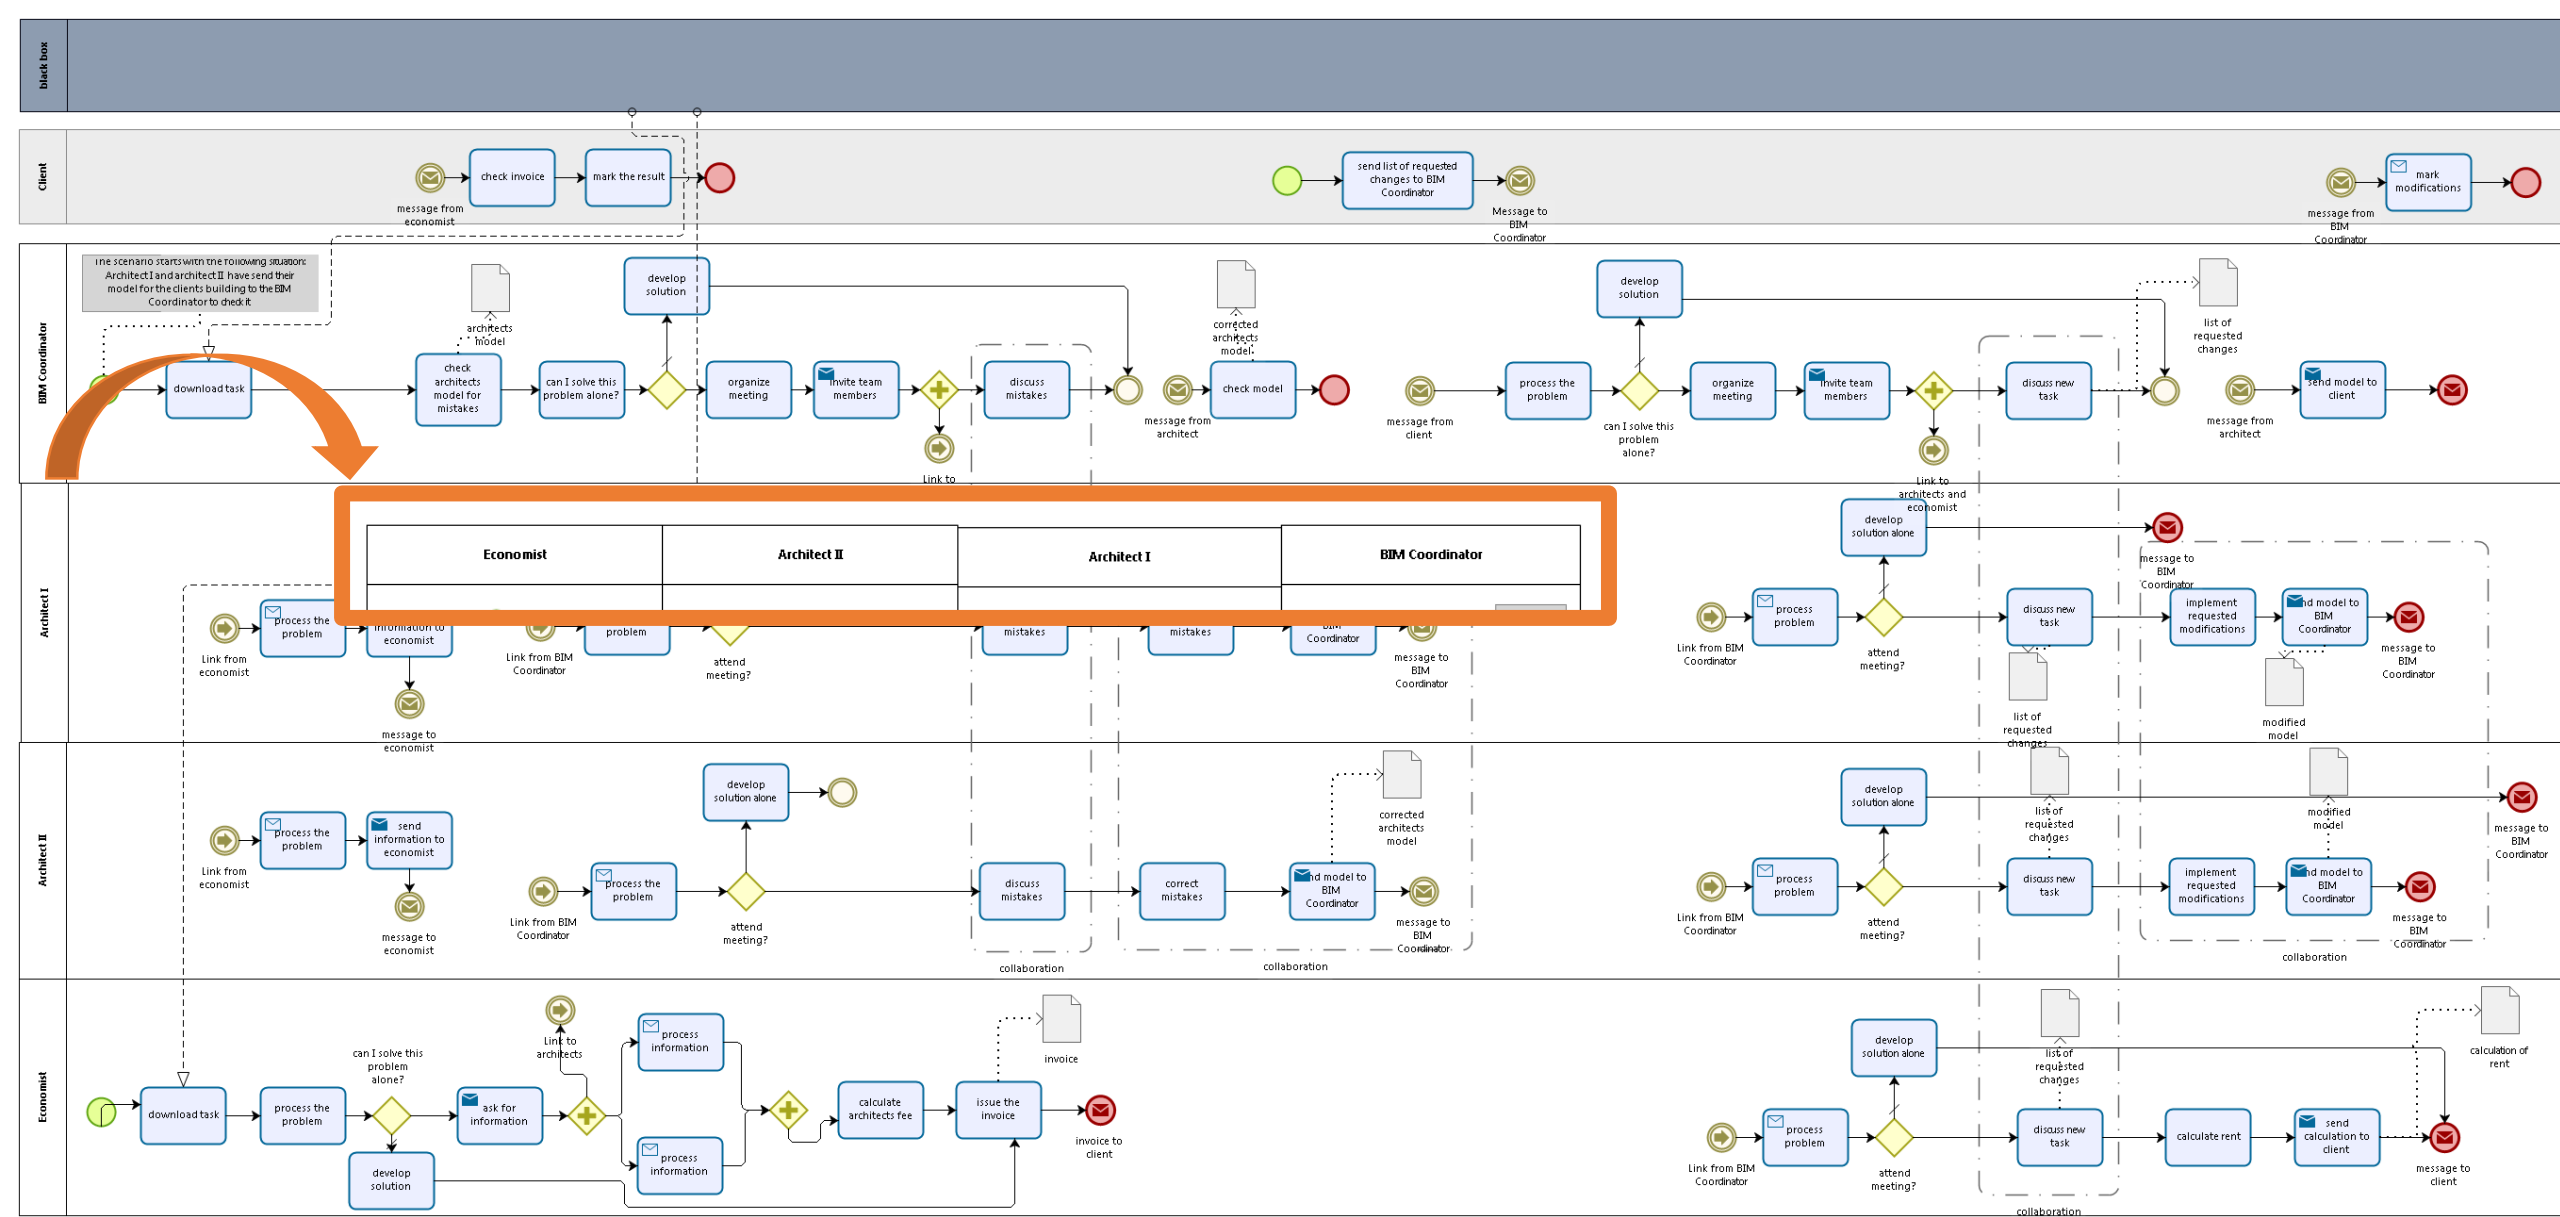 black box
Client
message from
economist
check invoice
mark the result
send list of requested
changes to BIM
Coordinator
Message to
BIM
Coordinator
message from
BIM
Coordinator
mark
modifications
BIM Coordinator
The scenario starts with the following situation:
Architect I and architect II have send their
model for the clients building to the BIM
Coordinator to check it
download task
architects
model
check
architects
model for
mistakes
can I solve this
problem alone?
develop
solution
organize
meeting
invite team
members
Link to
discuss
mistakes
message from
architect
corrected
architects
model
check model
message from
client
process the
problem
develop
solution
can I solve this
problem
alone?
organize
meeting
invite team
members
Link to
architects and
economist
discuss new
task
list of
requested
changes
message from
architect
send model to
client
Economist
Architect II
Architect I
BIM Coordinator
Architect I
Link from
economist
process the
problem
information to
economist
message to
economist
Link from BIM
Coordinator
problem
attend
meeting?
mistakes
mistakes
BIM
Coordinator
message to
BIM
Coordinator
Link from BIM
Coordinator
process
problem
develop
solution alone
attend
meeting?
message to
BIM
Coordinator
discuss new
task
list of
requested
changes
implement
requested
modifications
nd model to
BIM
Coordinator
modified
model
message to
BIM
Coordinator
Architect II
Link from
economist
process the
problem
send
information to
economist
message to
economist
Link from BIM
Coordinator
process the
problem
develop
solution alone
attend
meeting?
discuss
mistakes
collaboration
correct
mistakes
nd model to
BIM
Coordinator
corrected
architects
model
message to
BIM
Coordinator
collaboration
Link from BIM
Coordinator
process
problem
develop
solution alone
attend
meeting?
list of
requested
changes
discuss new
task
implement
requested
modifications
modified
model
nd model to
BIM
Coordinator
message to
BIM
Coordinator
message to
BIM
Coordinator
collaboration
Economist
download task
process the
problem
can I solve this
problem
alone?
develop
solution
ask for
information
Link to
architects
process
information
process
information
calculate
architects fee
issue the
invoice
invoice
invoice to
client
Link from BIM
Coordinator
process
problem
develop
solution alone
attend
meeting?
list of
requested
changes
discuss new
task
collaboration
calculate rent
send
calculation to
client
calculation of
rent
message to
client